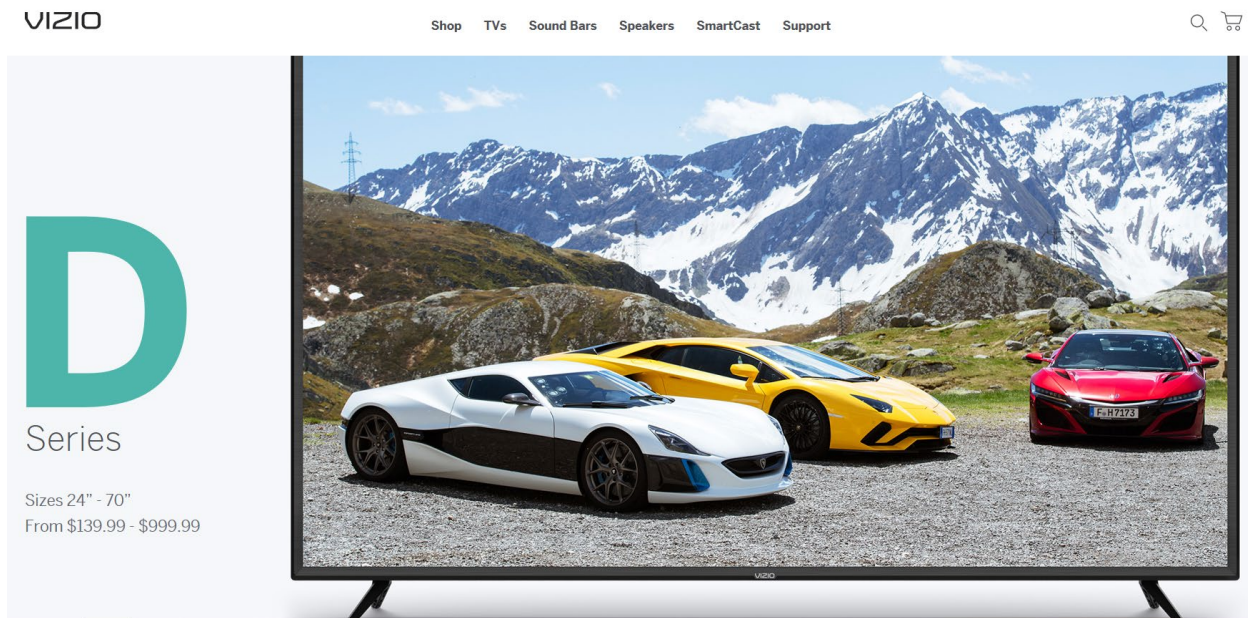 VIZIO
Shop TVs Sound Bars Speakers SmartCast Support
D
Series
Sizes 24” - 70”
From $139.99 - $999.99
F H7173
VIZIO